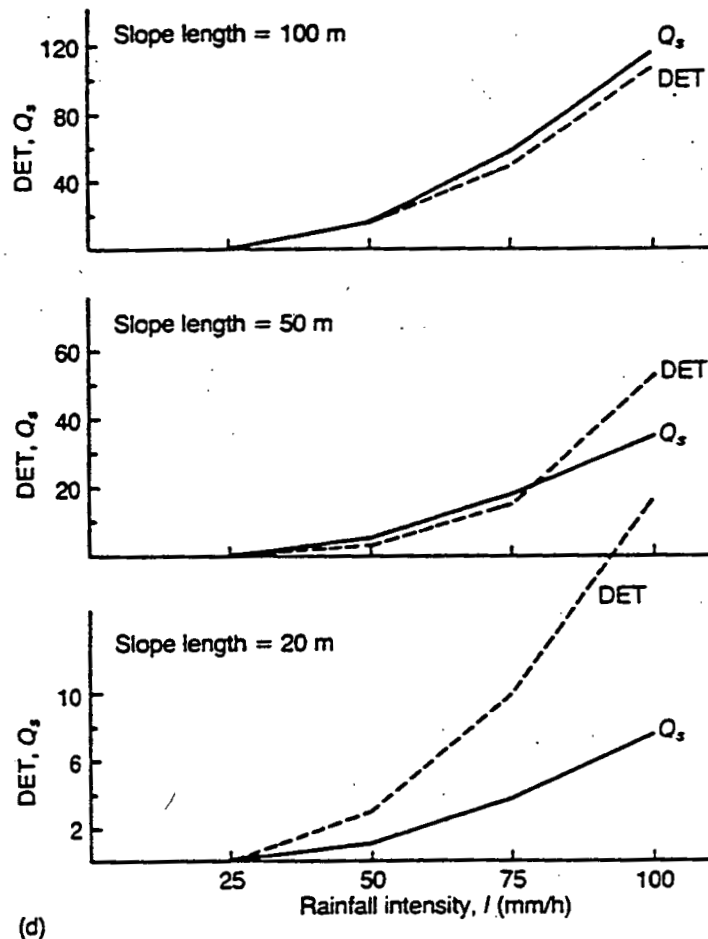 Slope length = 100 m
DET, Qs
120
80
40
Qs
DET
Slope length = 50 m
DET, Qs
60
40
20
DET
Qs
Slope length = 20 m
DET, Qs
10
6
2
DET
Qs
25 50 75 100
Rainfall intensity, I (mm/h)
(d)